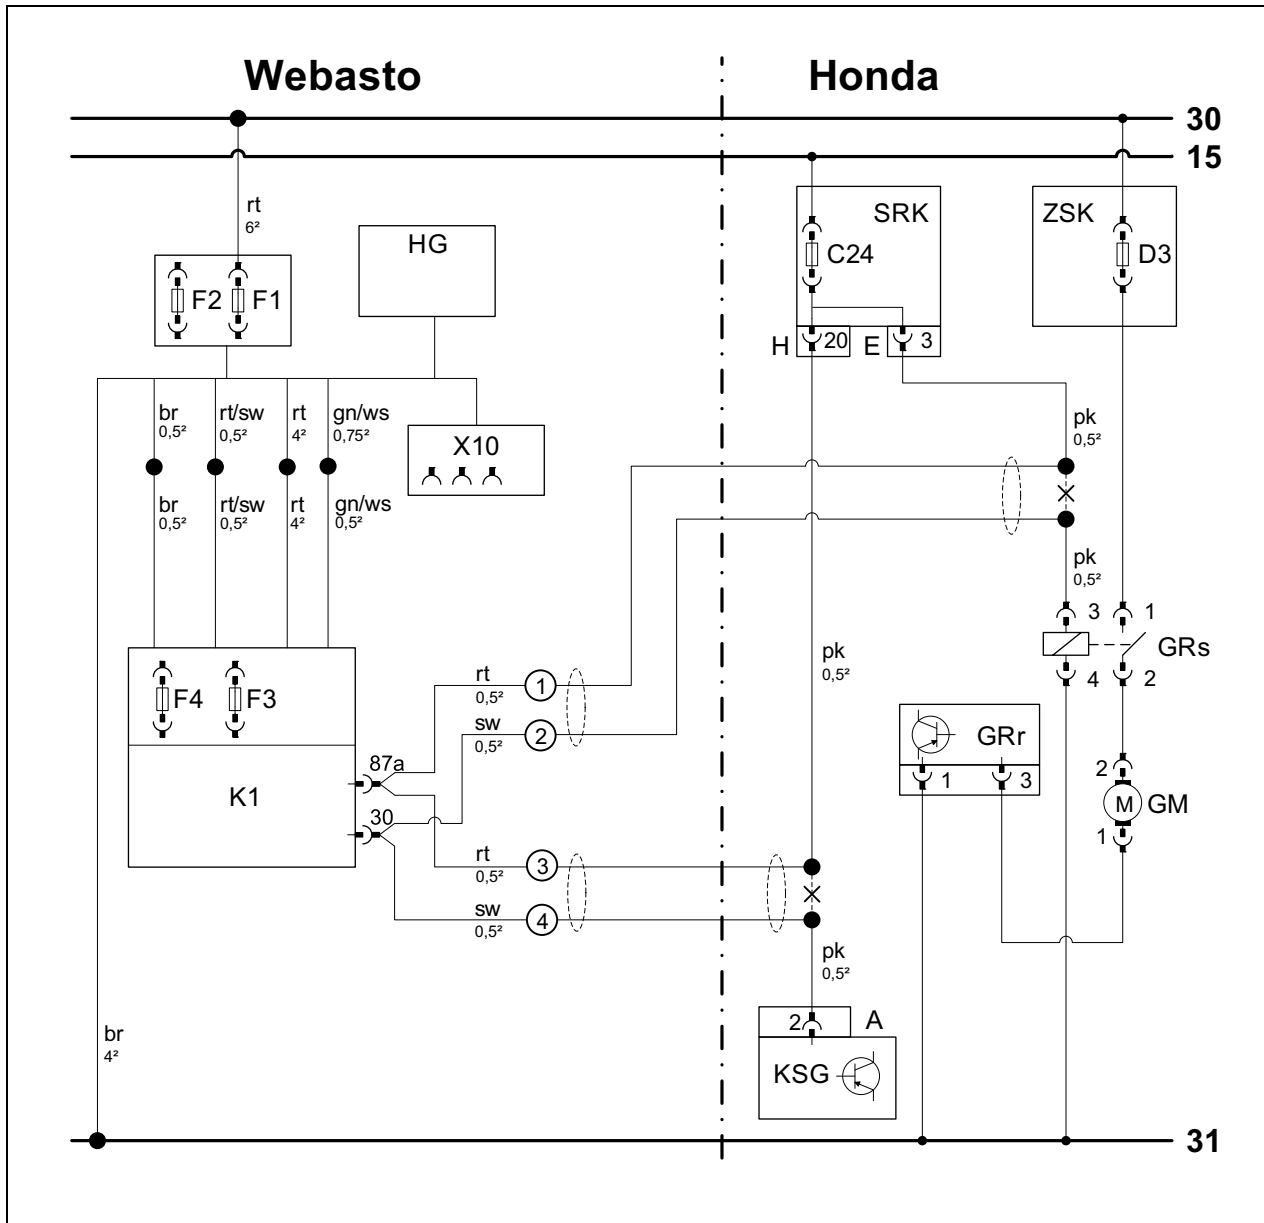 Webasto
Honda
30
15
rt
6²
HG
SRK
ZSK
C24
D3
F2
F1
H
20
E
3
br
0,5²
rt/sw
0,5²
rt
4²
gn/ws
0,75²
X10
pk
0,5²
br
0,5²
rt/sw
0,5²
rt
4²
gn/ws
0,5²
pk
0,5²
3
1
GRs
4
2
pk
0,5²
F4
F3
rt
0,5²
1
sw
0,5²
2
GRr
1
3
87a
K1
30
2
M
GM
1
rt
0,5²
3
sw
0,5²
4
pk
0,5²
2
A
KSG
br
4²
31